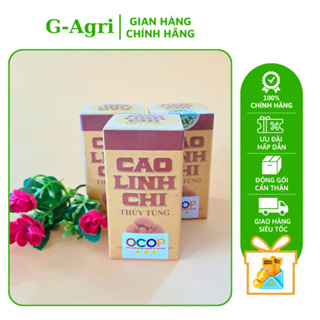 G-Agri
GIAN HÀNG
CHÍNH HÃNG
100%
CHÍNH HÃNG
ƯU ĐÃI
HẤP DẪN
ĐÓNG GÓI
CẨN THẬN
GIAO HÀNG
SIÊU TỐC
CAO
LINH
CHI
THỦY TÙNG
OCOP